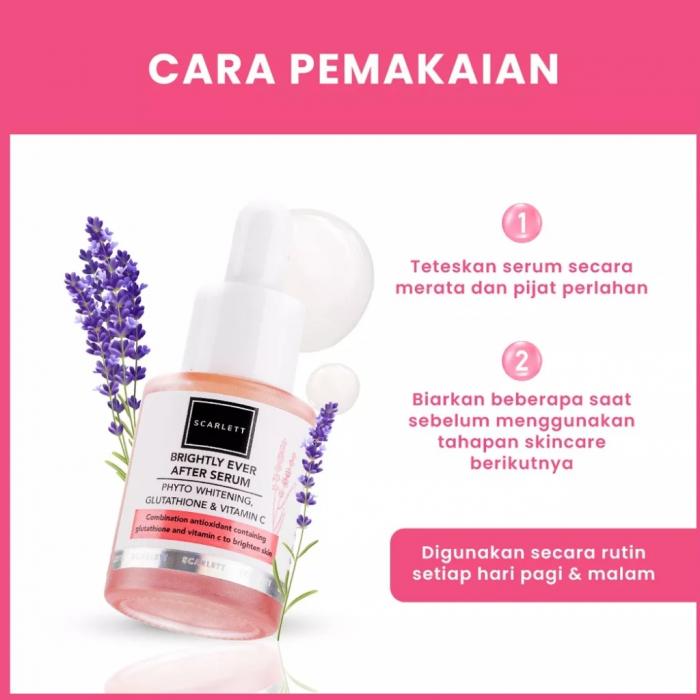 CARA PEMAKAIAN
1
Teteskan serum secara
merata dan pijat perlahan
2
Biarkan beberapa saat
sebelum menggunakan
tahapan skincare
berikutnya
Digunakan secara rutin
setiap hari pagi & malam
SCARLETT
BRIGHTLY EVER
AFTER SERUM
PHYTO WHITENING,
GLUTATHIONE & VITAMIN C
Combination antioxidant containing
glutathione and vitamin c to brighten skin
SCARLETT SCARLETT